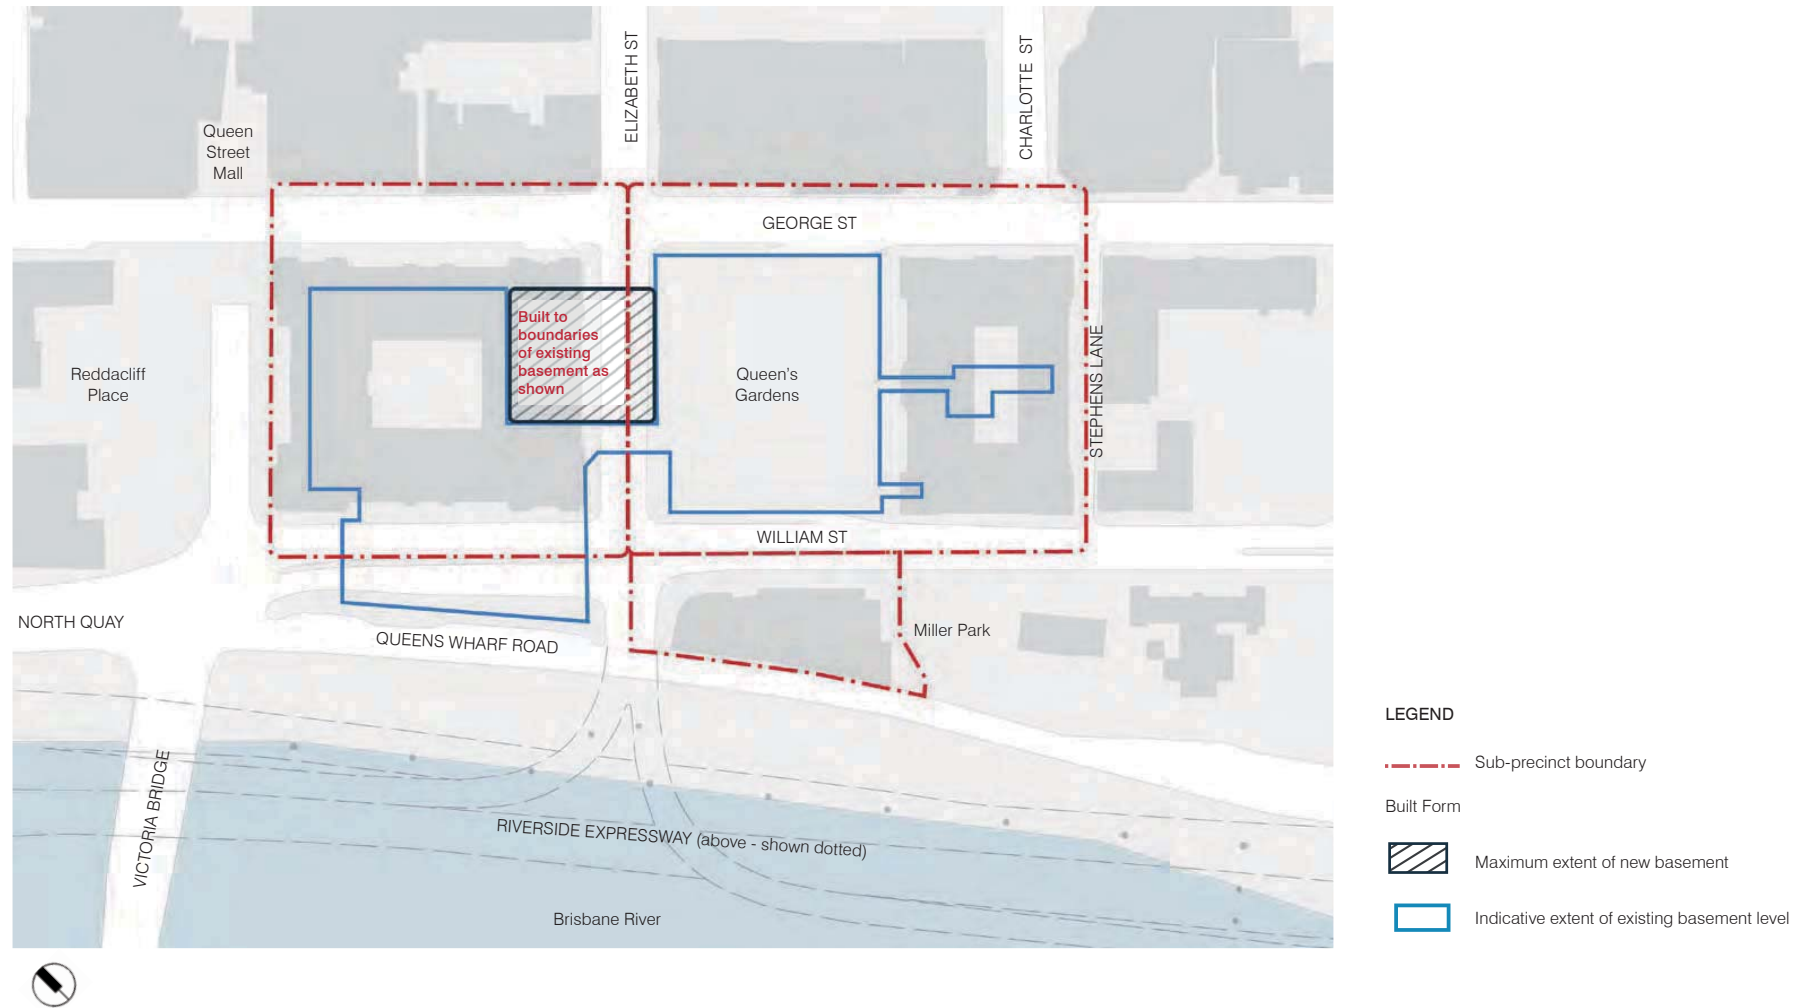 ELIZABETH ST
CHARLOTTE ST
Queen
Street
Mall
GEORGE ST
Built to
boundaries
of existing
basement as
shown
Reddacliff
Place
Queen's
Gardens
STEPHENS LANE
WILLIAM ST
NORTH QUAY
QUEENS WHARF ROAD
Miller Park
VICTORIA BRIDGE
RIVERSIDE EXPRESSWAY (above - shown dotted)
Brisbane River
LEGEND
Sub-precinct boundary
Built Form
Maximum extent of new basement
Indicative extent of existing basement level